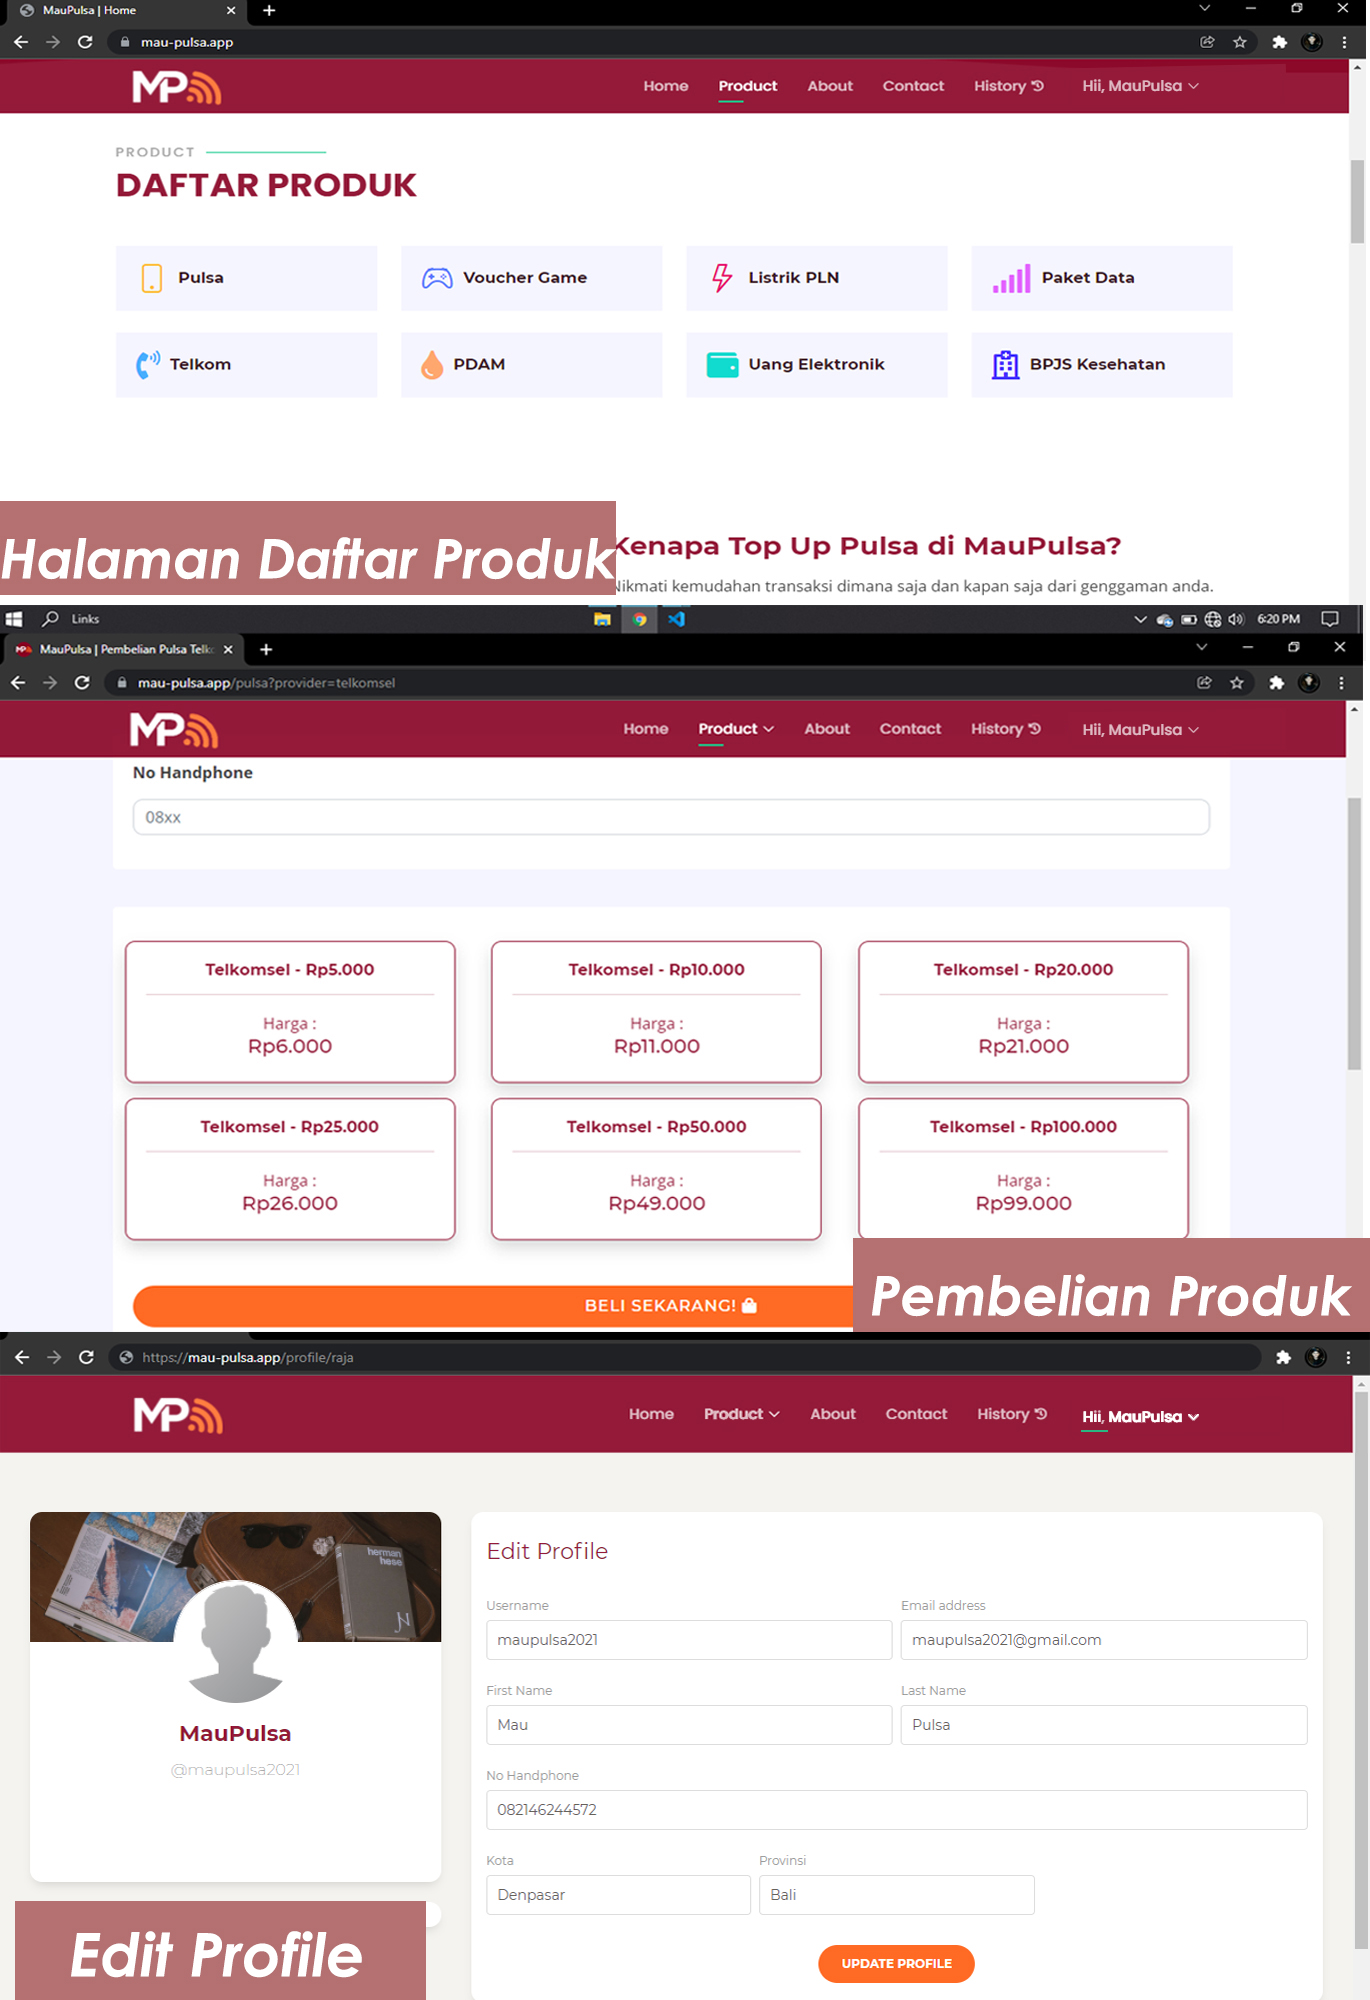 MauPulsa | Home
mau-pulsa.app
MP
Home Product About Contact History Hii, MauPulsa
PRODUCT
DAFTAR PRODUK
Pulsa Voucher Game Listrik PLN Paket Data
Telkom PDAM Uang Elektronik BPJS Kesehatan
Halaman Daftar Produk
Kenapa Top Up Pulsa di MauPulsa?
Nikmati kemudahan transaksi dimana saja dan kapan saja dari genggaman anda.
Links 6:20 PM
MauPulsa | Pembelian Pulsa Telk
mau-pulsa.app/pulsa?provider=telkomsel
MP
Home Product About Contact History Hii, MauPulsa
No Handphone
08xx
Telkomsel - Rp5.000 Telkomsel - Rp10.000 Telkomsel - Rp20.000
Harga : Harga : Harga :
Rp6.000 Rp11.000 Rp21.000
Telkomsel - Rp25.000 Telkomsel - Rp50.000 Telkomsel - Rp100.000
Harga : Harga : Harga :
Rp26.000 Rp49.000 Rp99.000
BELI SEKARANG!
Pembelian Produk
https://mau-pulsa.app/profile/raja
MP
Home Product About Contact History Hii, MauPulsa
herman
hese
MauPulsa
@maupulsa2021
Edit Profile
Username Email address
maupulsa2021 maupulsa2021@gmail.com
First Name Last Name
Mau Pulsa
No Handphone
082146244572
Kota Provinsi
Denpasar Bali
UPDATE PROFILE
Edit Profile